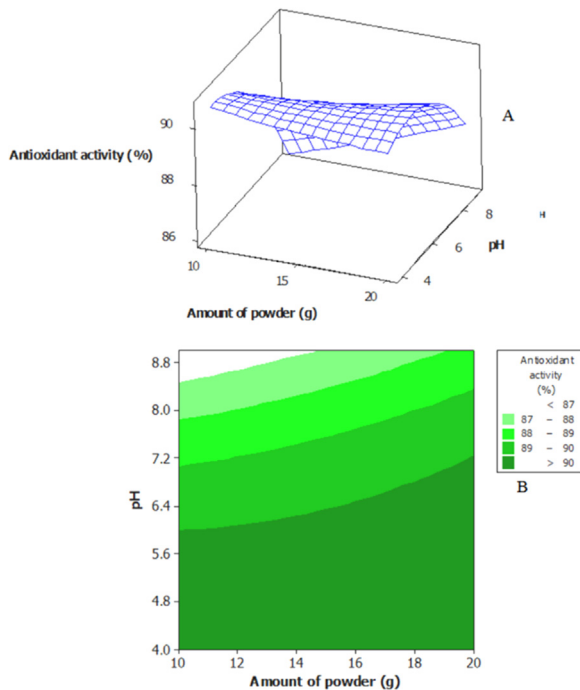 A
90
Antioxidant activity (%)
88
86
10
15
20
4
6
8
H
pH
Amount of powder (g)
Antioxidant
activity
(%)
< 87
87 – 88
88 – 89
89 – 90
> 90
B
8.8
8.0
7.2
6.4
5.6
4.8
4.0
pH
10
12
14
16
18
20
Amount of powder (g)